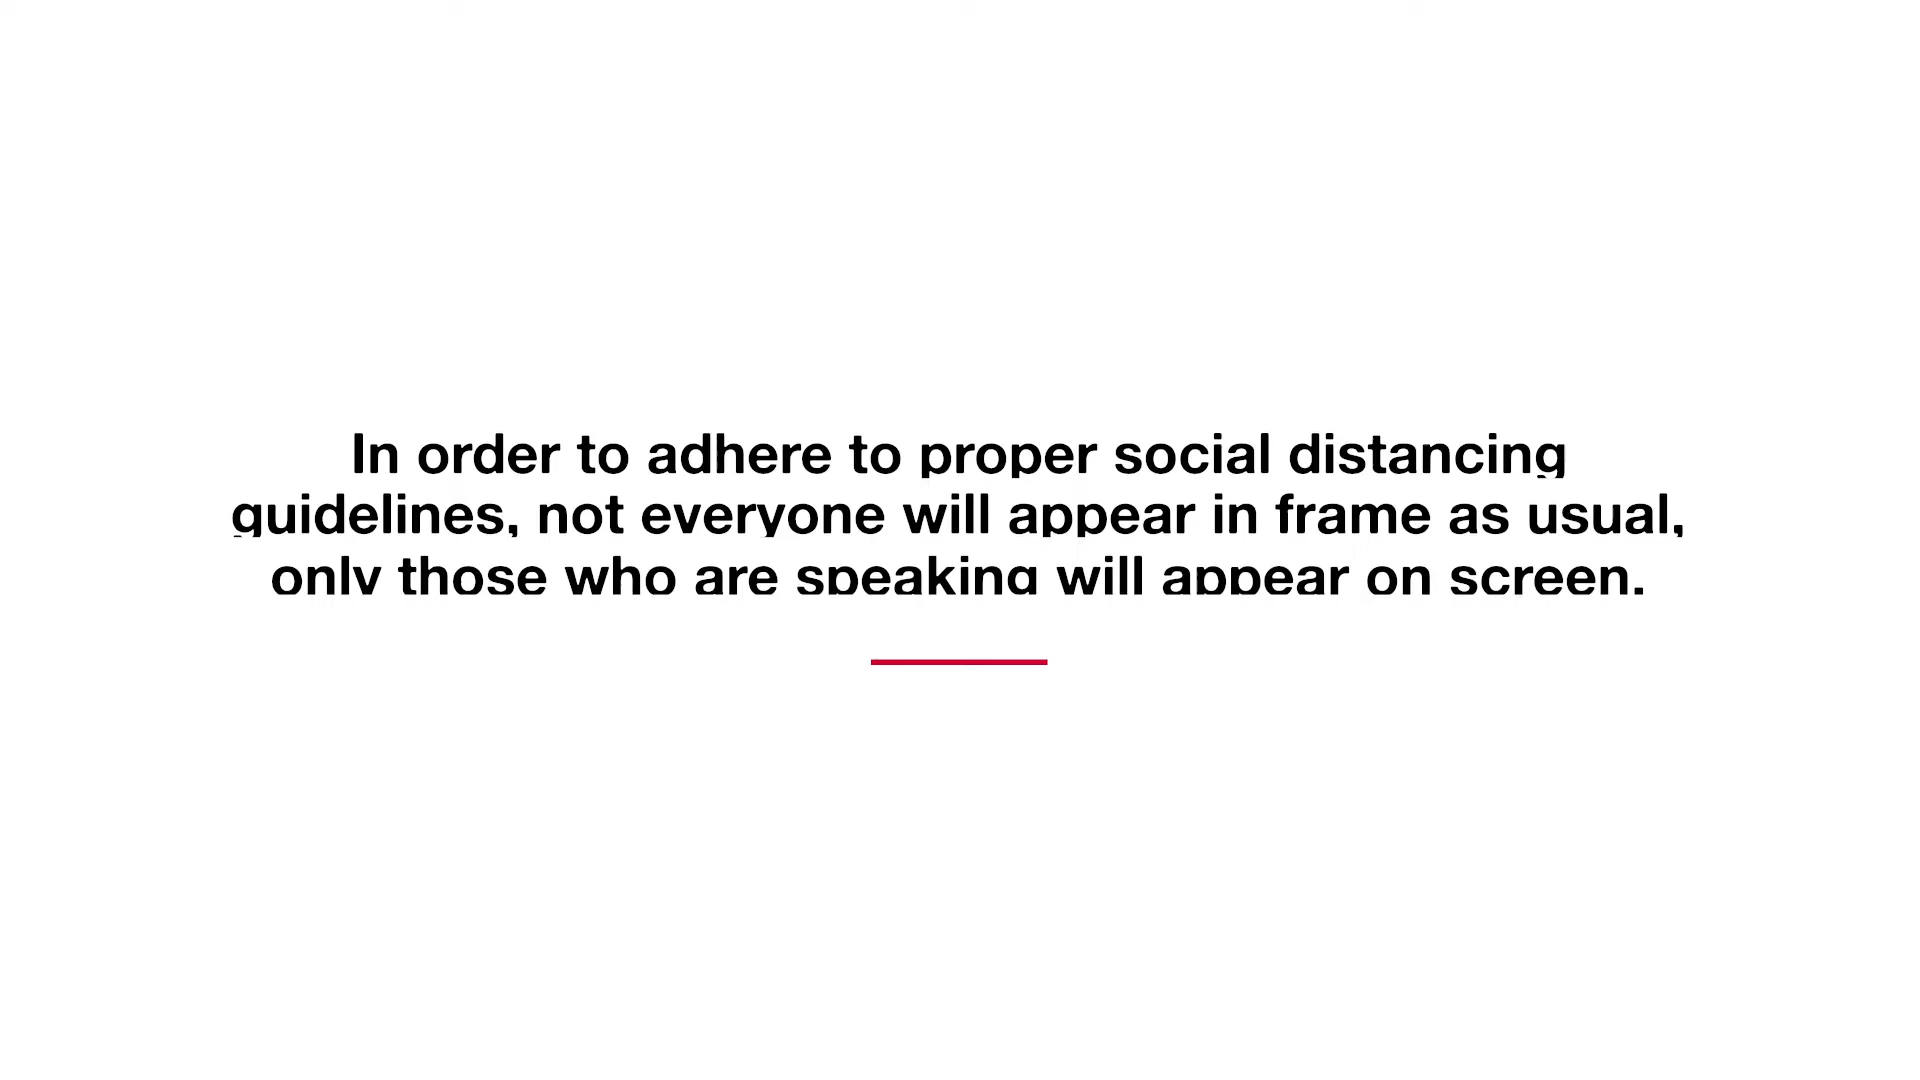 In order to adhere to proper social distancing
guidelines, not everyone will appear in frame as usual,
only those who are speaking will appear on screen.